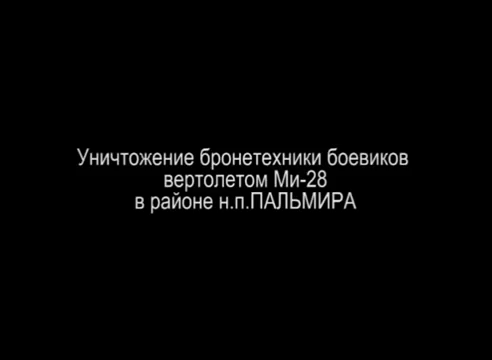 Уничтожение бронетехники боевиков
вертолетом Ми-28
в районе н.п.ПАЛЬМИРА